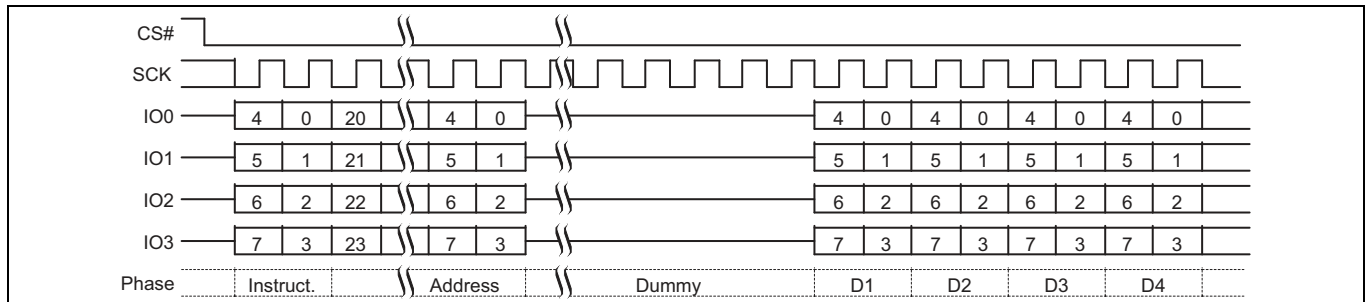 CS#
SCK
IO0 4 0 20 4 0 4 0 4 0 4 0 4 0
IO1 5 1 21 5 1 5 1 5 1 5 1 5 1
IO2 6 2 22 6 2 6 2 6 2 6 2 6 2
IO3 7 3 23 7 3 7 3 7 3 7 3 7 3
Phase Instruct. Address Dummy D1 D2 D3 D4